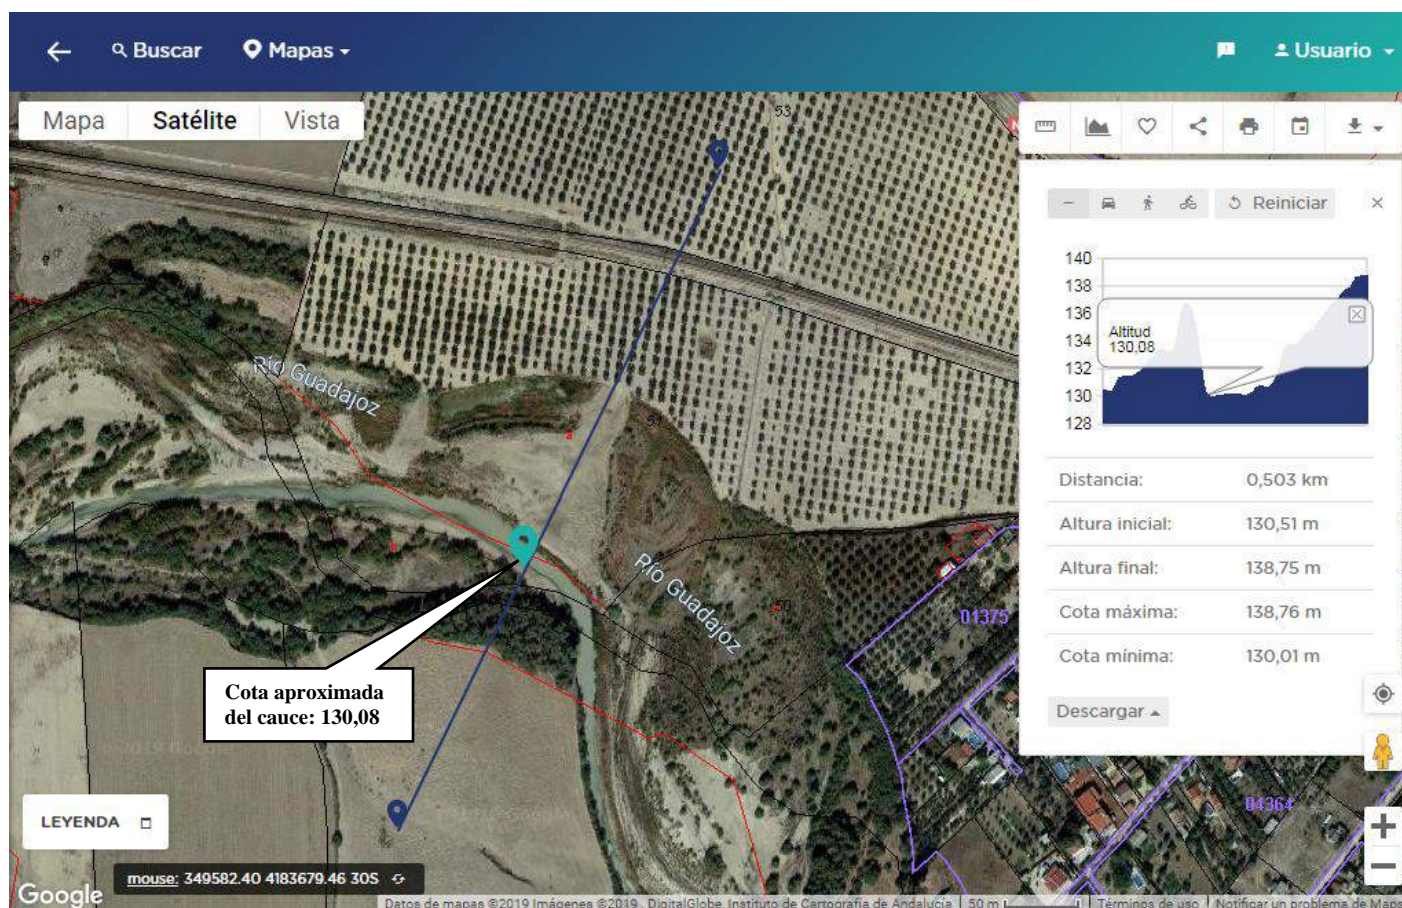 Buscar
Mapas
Usuario
Mapa
Satélite
Vista
53
Reiniciar
140
138
136
134
132
130
128
Altitud
130,08
Distancia: 0,503 km
Altura inicial: 130,51 m
Altura final: 138,75 m
Cota máxima: 138,76 m
Cota mínima: 130,01 m
Descargar
Río Guadajoz
51
a
Río Guadajoz
50
01375
04364
Cota aproximada
del cauce: 130,08
LEYENDA
mouse: 349582.40 4183679.46 30S
Google
Datos de mapas ©2019 Imágenes ©2019 , DigitalGlobe, Instituto de Cartografía de Andalucía
50 m
Términos de uso
Notificar un problema de Maps